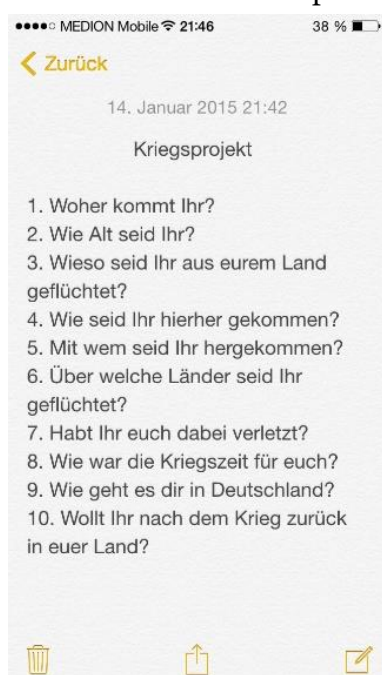 MEDION Mobile 21:46 38 %
Zurück
14. Januar 2015 21:42
Kriegsprojekt
1. Woher kommt Ihr?
2. Wie Alt seid Ihr?
3. Wieso seid Ihr aus eurem Land
geflüchtet?
4. Wie seid Ihr hierher gekommen?
5. Mit wem seid Ihr hergekommen?
6. Über welche Länder seid Ihr
geflüchtet?
7. Habt Ihr euch dabei verletzt?
8. Wie war die Kriegszeit für euch?
9. Wie geht es dir in Deutschland?
10. Wollt Ihr nach dem Krieg zurück
in euer Land?